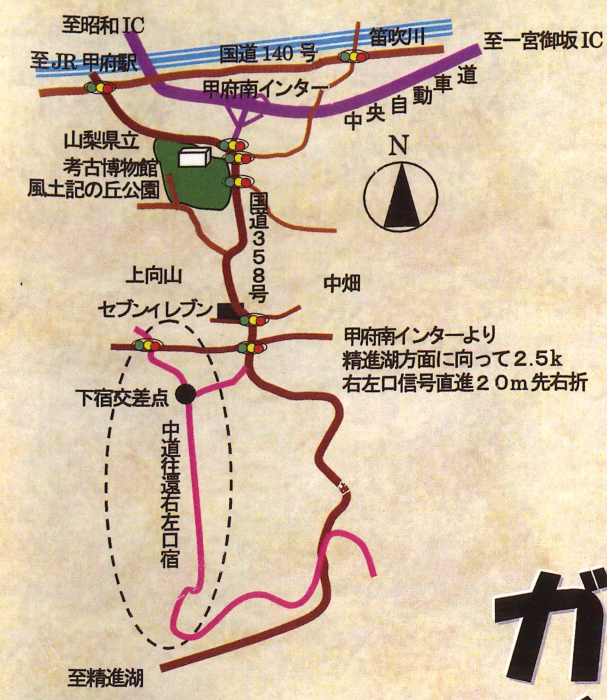 至昭和IC
笛吹川
至一宮御坂IC
国道140号
至JR甲府駅
甲府南インター
中央自動車道
山梨県立
考古博物館
風土記の丘公園
N
国道358号
上向山
中畑
セブンイレブン
甲府南インターより
精進湖方面に向って2.5k
右左口信号直進20m先右折
下宿交差点
中道往還右左口宿
至精進湖
ガ